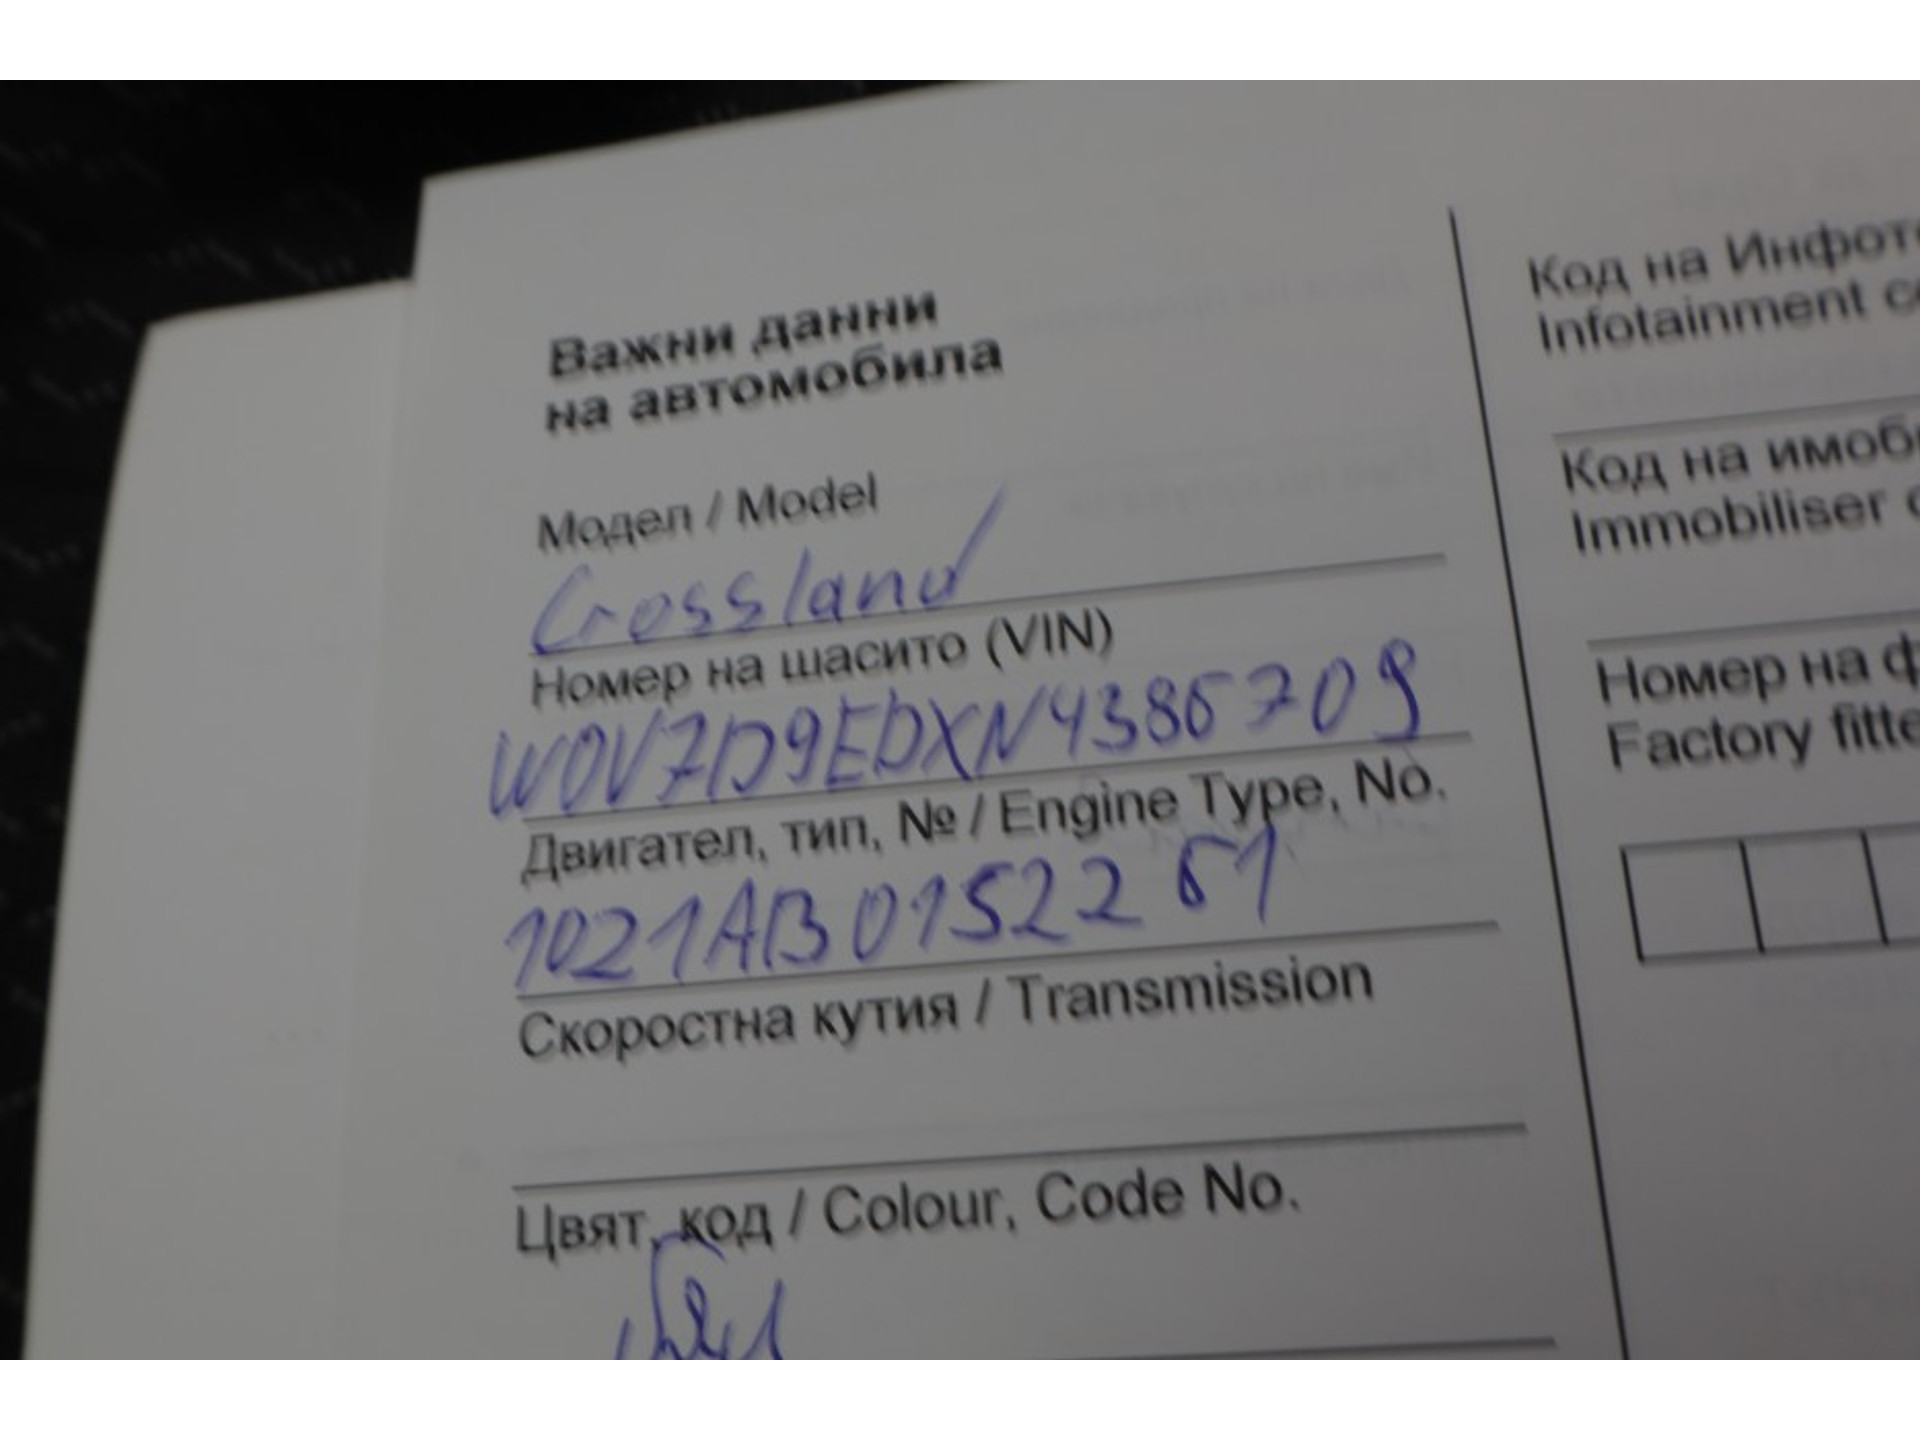 Важни данни
на автомобила
Модел / Model
Crossland
Номер на шасито (VIN)
W0V7D9EDXN4386709
Двигател, тип, № / Engine Type, No.
1021AB0152261
Скоростна кутия / Transmission
Цвят, код / Colour, Code No.
бял
Код на Инфот
Infotainment c
Код на имоб
Immobiliser c
Номер на ф
Factory fitte